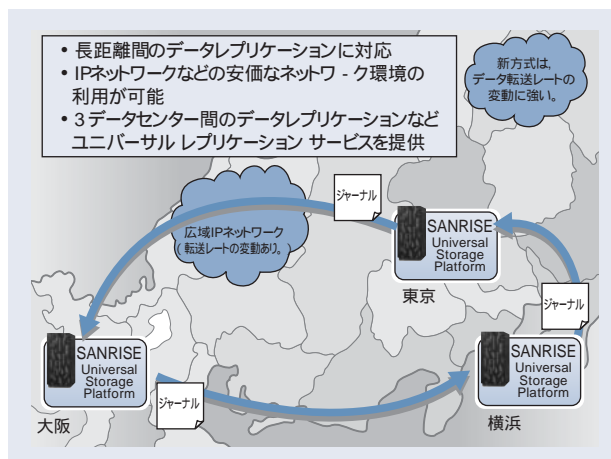 • 長距離間のデータレプリケーションに対応
• IPネットワークなどの安価なネットワ - ク環境の
利用が可能
• 3データセンター間のデータレプリケーションなど
ユニバーサル レプリケーション サービスを提供
新方式は,
データ転送レートの
変動に強い。
ジャーナル
広域IPネットワーク
(転送レートの変動あり。)
SANRISE
Universal
Storage
Platform
東京
ジャーナル
SANRISE
Universal
Storage
Platform
大阪
ジャーナル
SANRISE
Universal
Storage
Platform
横浜